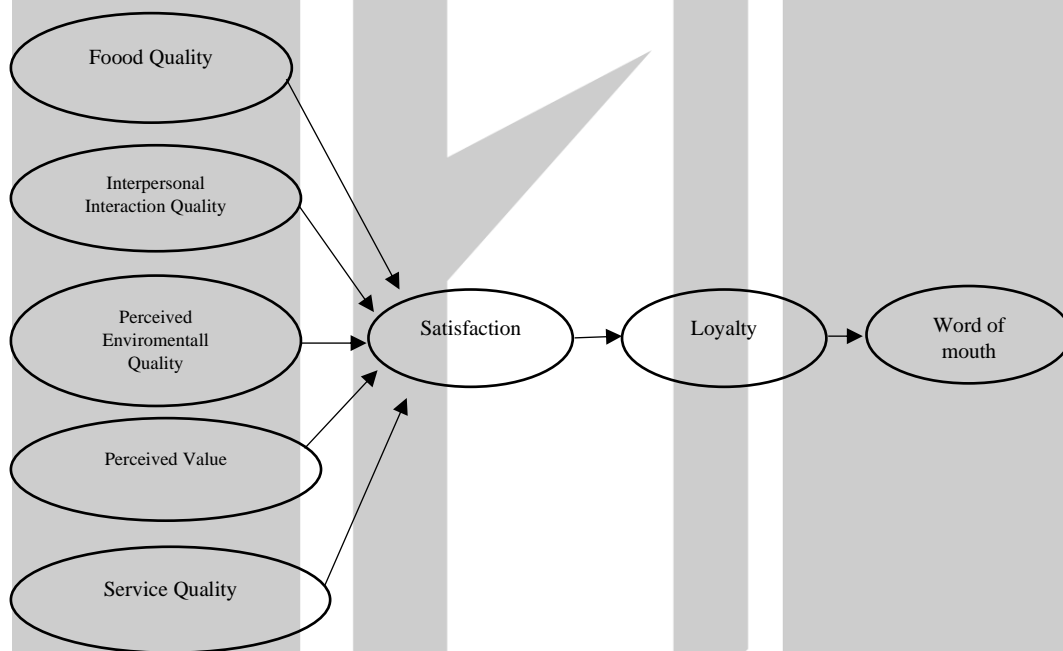 Foood Quality
Interpersonal
Interaction Quality
Perceived
Enviromentall
Quality
Satisfaction
Loyalty
Word of
mouth
Perceived Value
Service Quality